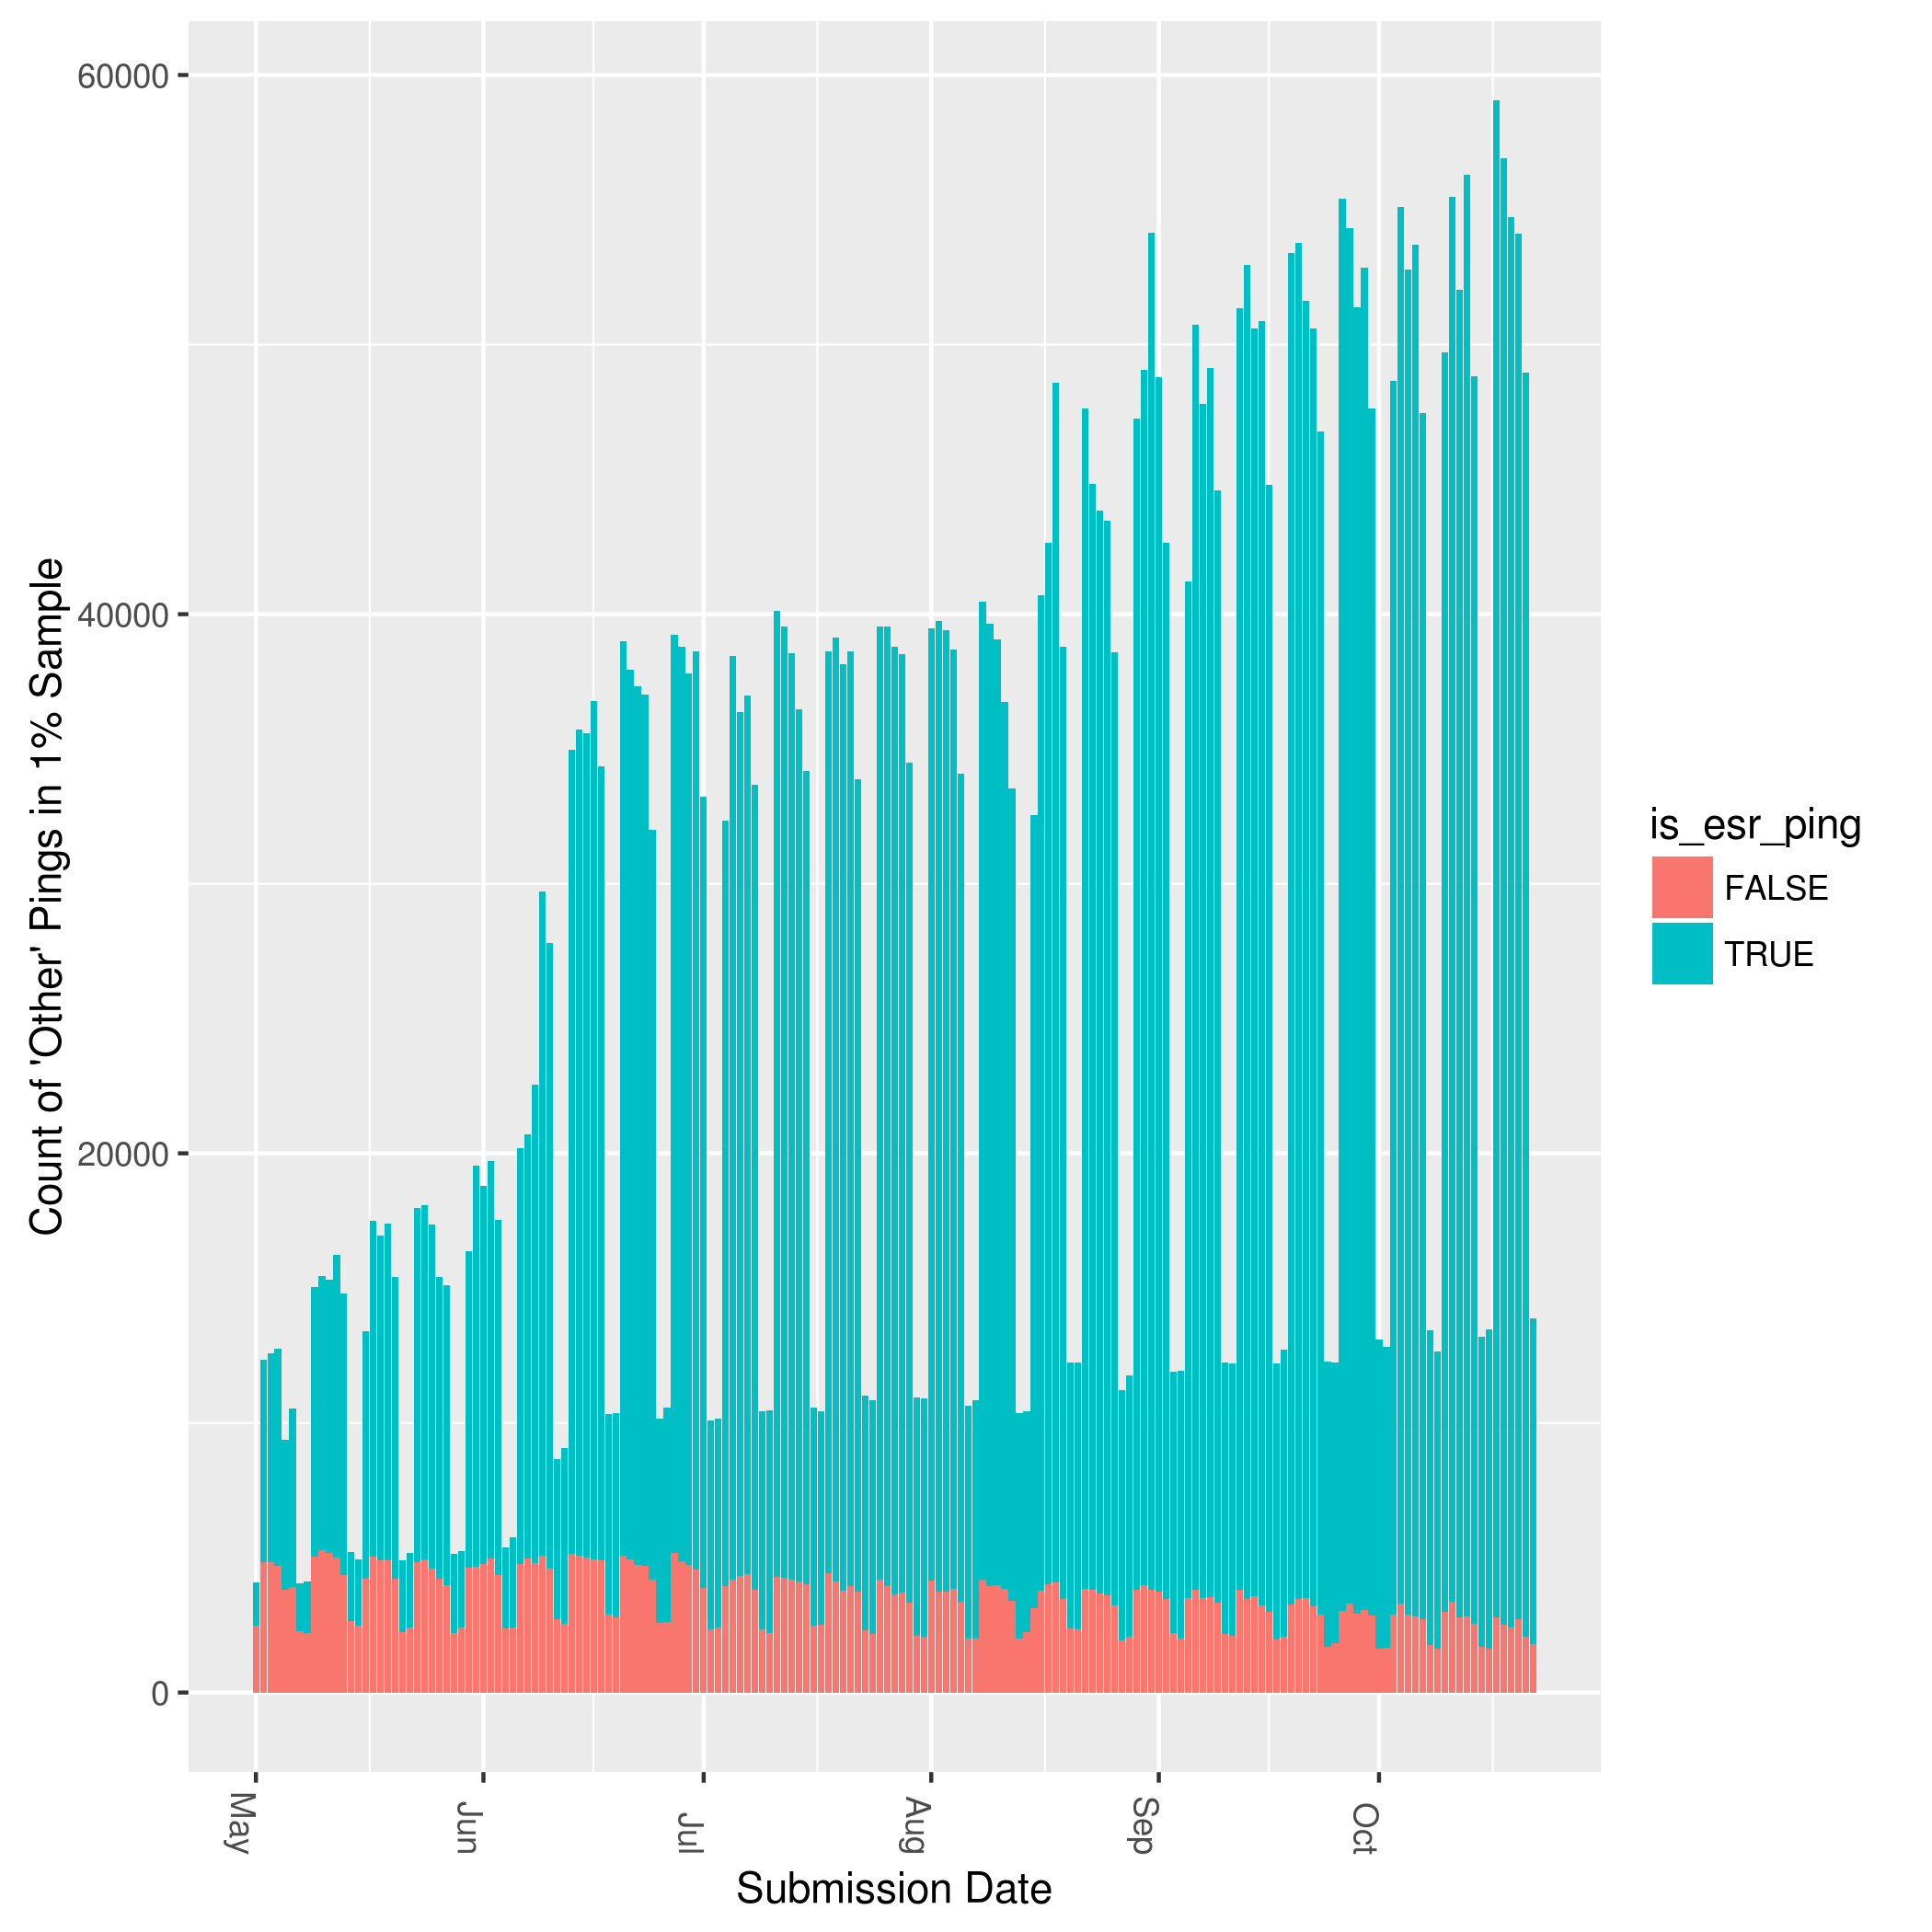 Count of 'Other' Pings in 1% Sample
60000
40000
20000
0
May
Jun
Jul
Aug
Sep
Oct
Submission Date
is_esr_ping
FALSE
TRUE